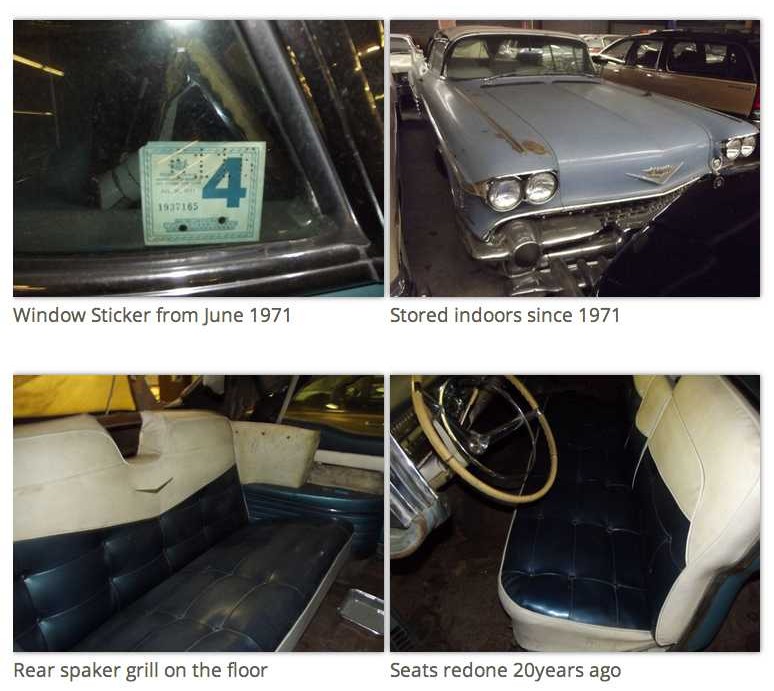 4
1937165
Window Sticker from June 1971
Stored indoors since 1971
Rear spaker grill on the floor
Seats redone 20years ago